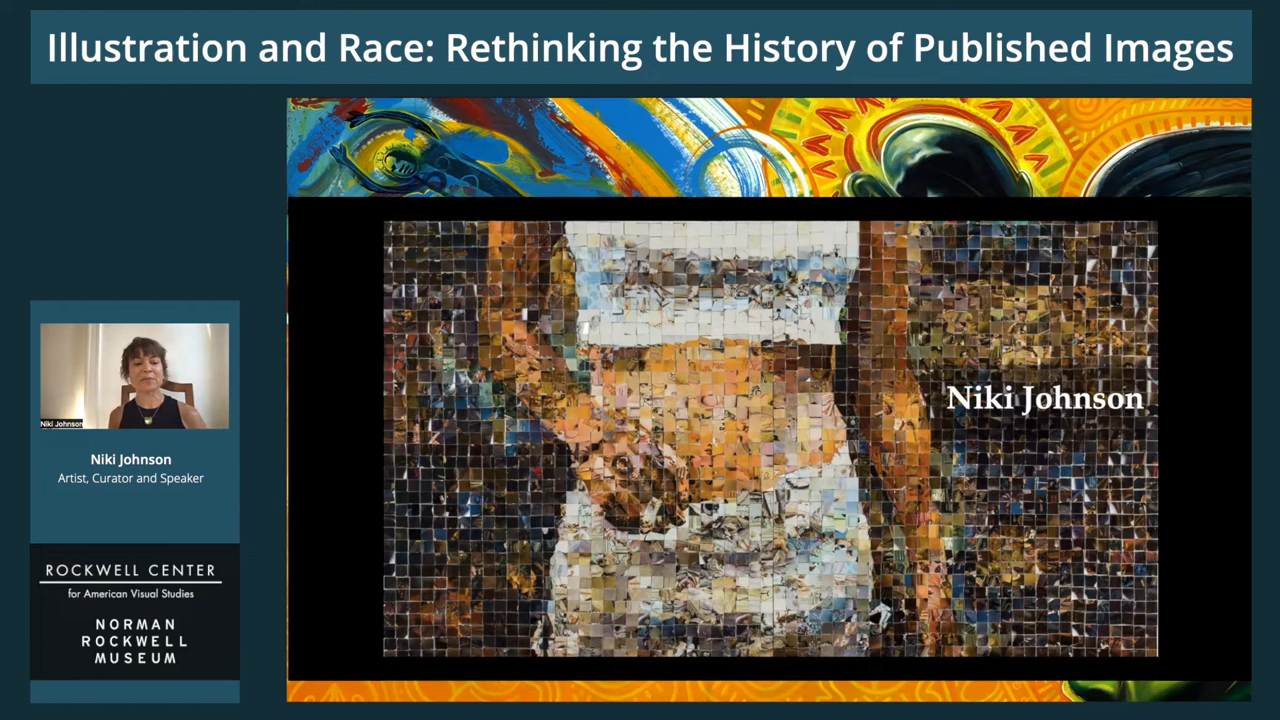 Illustration and Race: Rethinking the History of Published Images
Niki Johnson
Niki Johnson
Niki Johnson
Artist, Curator and Speaker
ROCKWELL CENTER
for American Visual Studies
NORMAN
ROCKWELL
MUSEUM